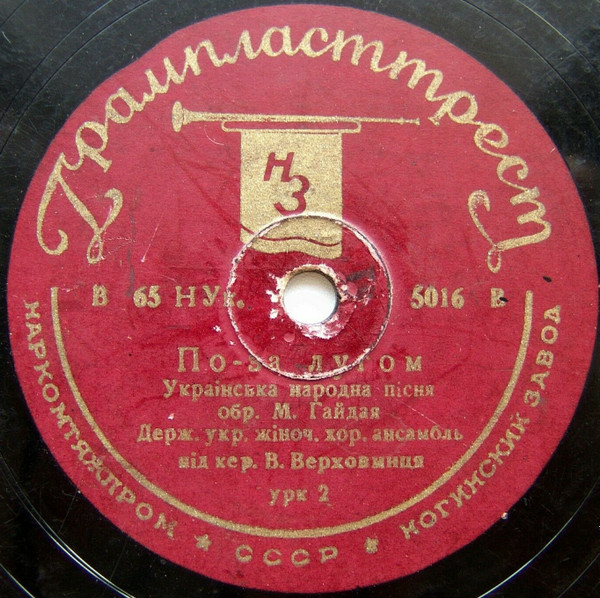 Грампласттрест
НЗ
В 65 НУк. 5016 В
По-за лугом
Українська народна пісня
обр. М. Гайдая
Держ. укр. жіноч. хор. ансамбль
під кер. В. Верховинця
урк 2
НАРКОМТЯЖПРОМ ★ СССР ★ НОГИНСКИЙ ЗАВОД